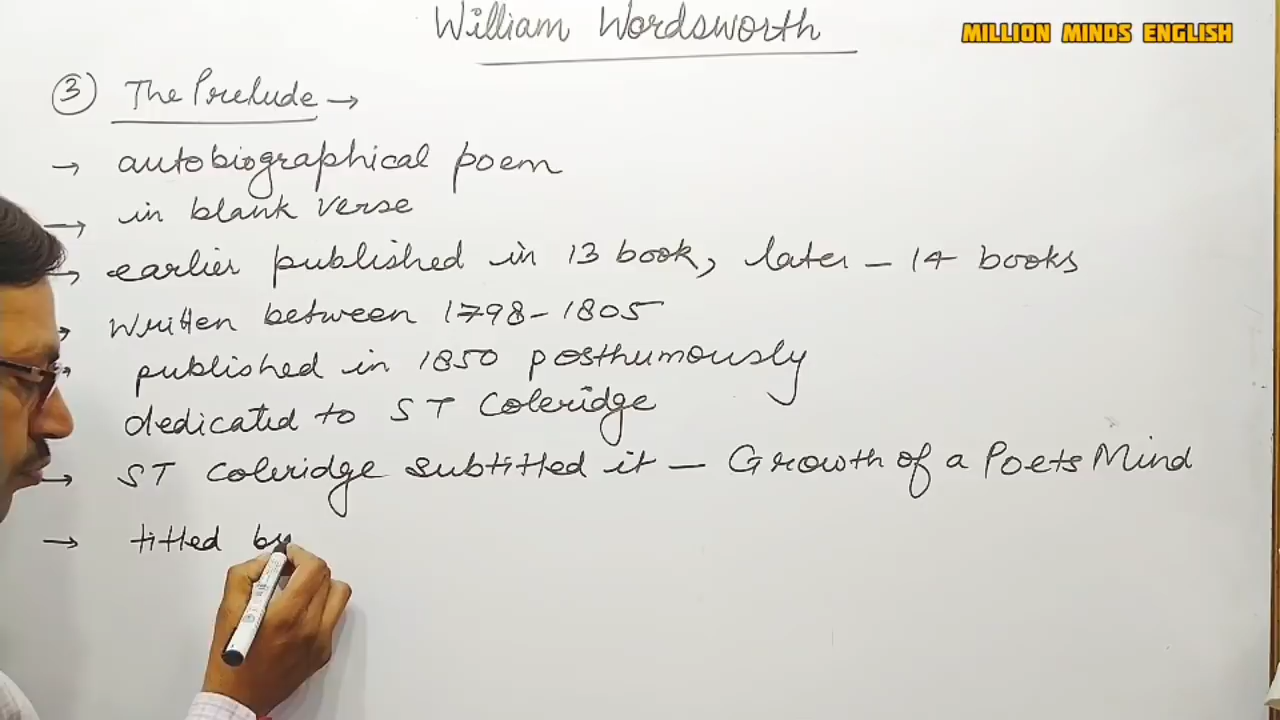 William Wordsworth
MILLION MINDS ENGLISH
③ The Prelude →
→ autobiographical poem
→ in blank verse
→ earlier published in 13 book, later – 14 books
→ Written between 1798-1805
→ published in 1850 posthumously
dedicated to S T Coleridge
→ ST Coleridge subtitled it – Growth of a Poets Mind
→ titled by